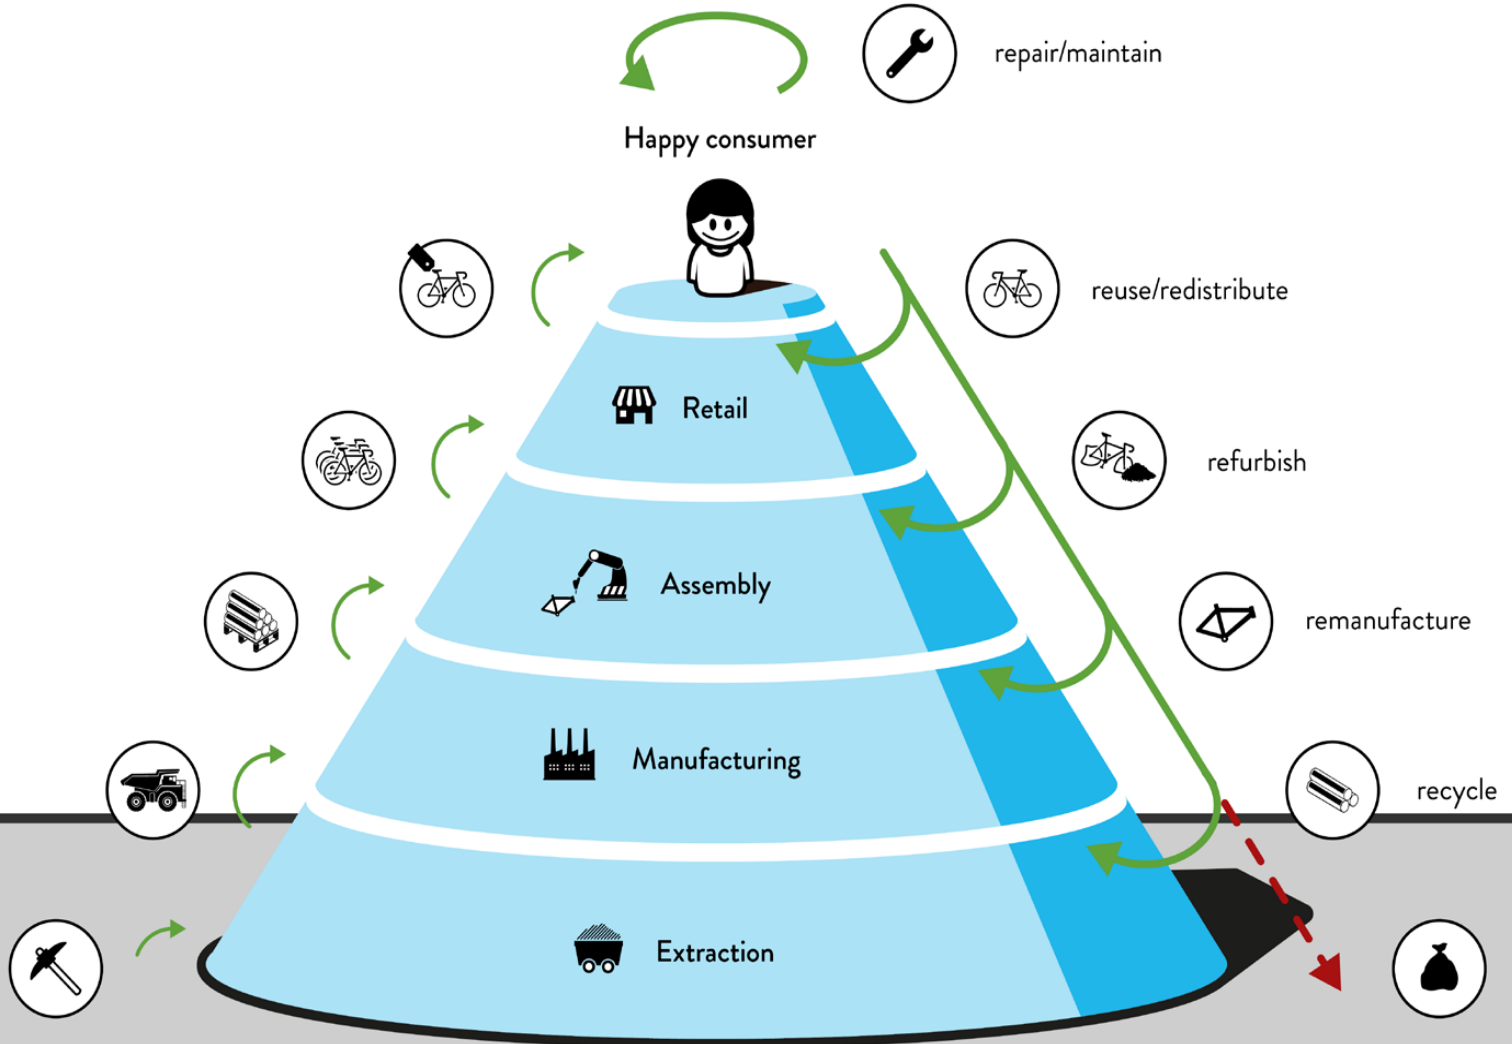 repair/maintain
Happy consumer
reuse/redistribute
Retail
refurbish
Assembly
remanufacture
Manufacturing
recycle
Extraction